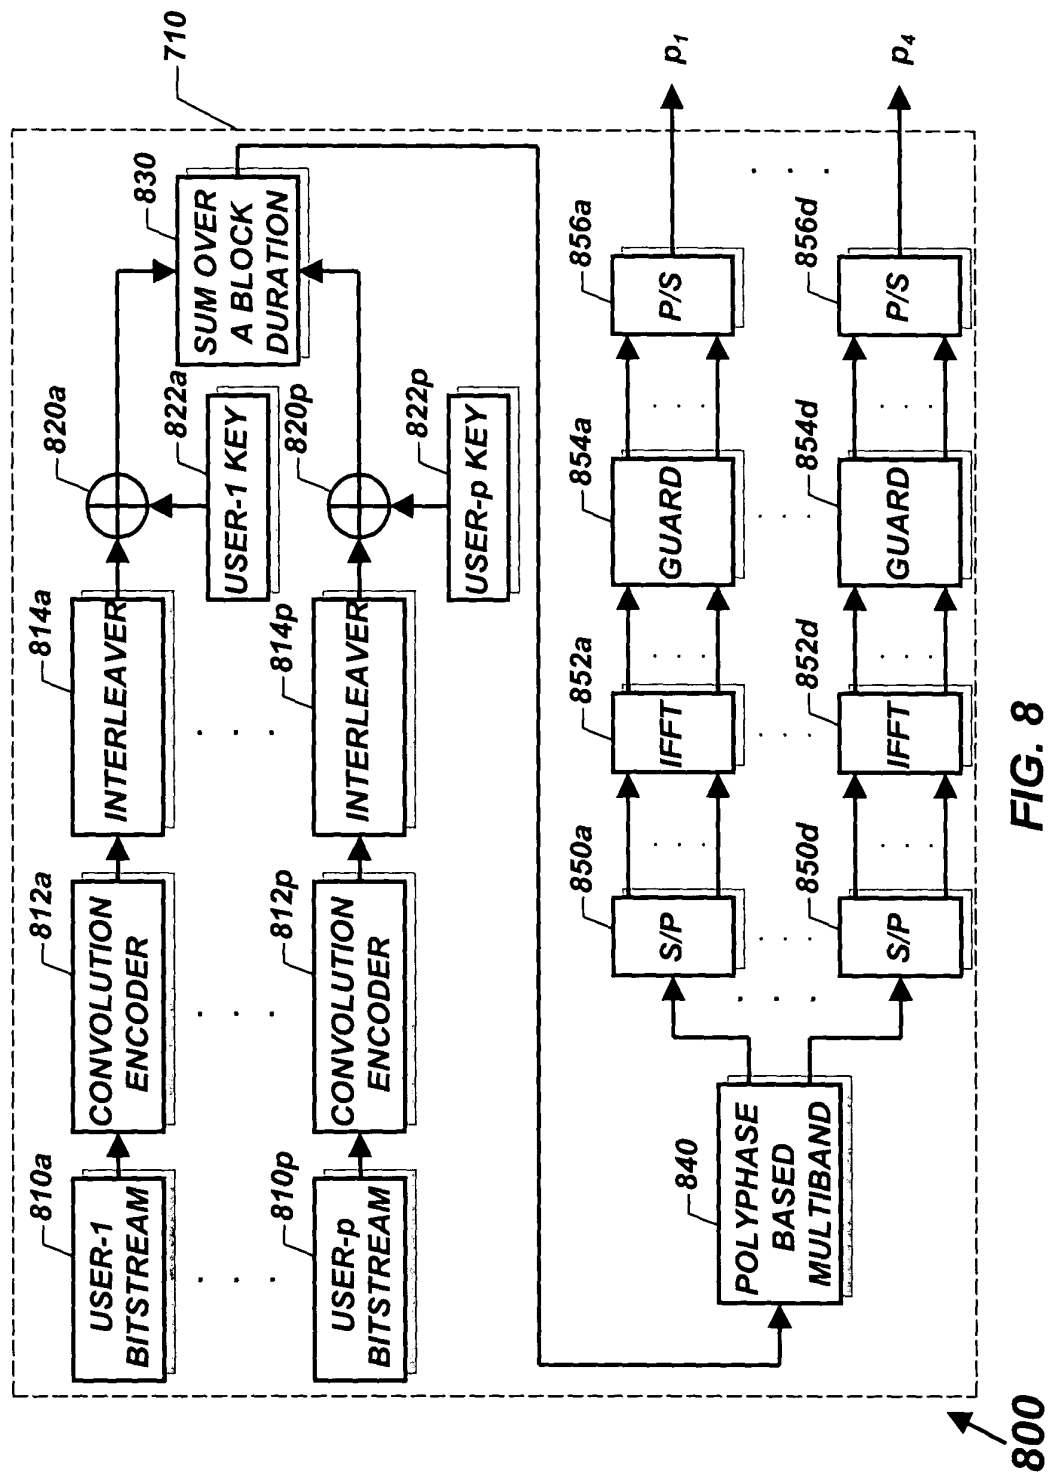 710
810a
USER-1
BITSTREAM
812a
CONVOLUTION
ENCODER
814a
INTERLEAVER
820a
822a
USER-1 KEY
830
SUM OVER
A BLOCK
DURATION
810p
USER-p
BITSTREAM
812p
CONVOLUTION
ENCODER
814p
INTERLEAVER
820p
822p
USER-p KEY
840
POLYPHASE
BASED
MULTIBAND
850a
S/P
852a
IFFT
854a
GUARD
856a
P/S
p1
850d
S/P
852d
IFFT
854d
GUARD
856d
P/S
p4
800
FIG. 8